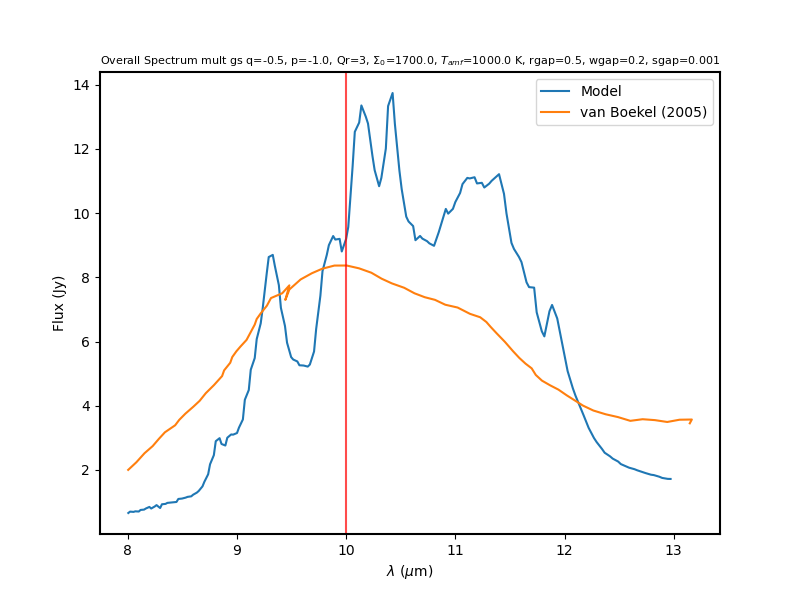 Overall Spectrum mult gs q=-0.5, p=-1.0, Qr=3, Σ₀=1700.0, T_amf=1000.0 K, rgap=0.5, wgap=0.2, sgap=0.001
Model
van Boekel (2005)
14
12
10
8
6
4
2
Flux (Jy)
8 9 10 11 12 13
λ (μm)